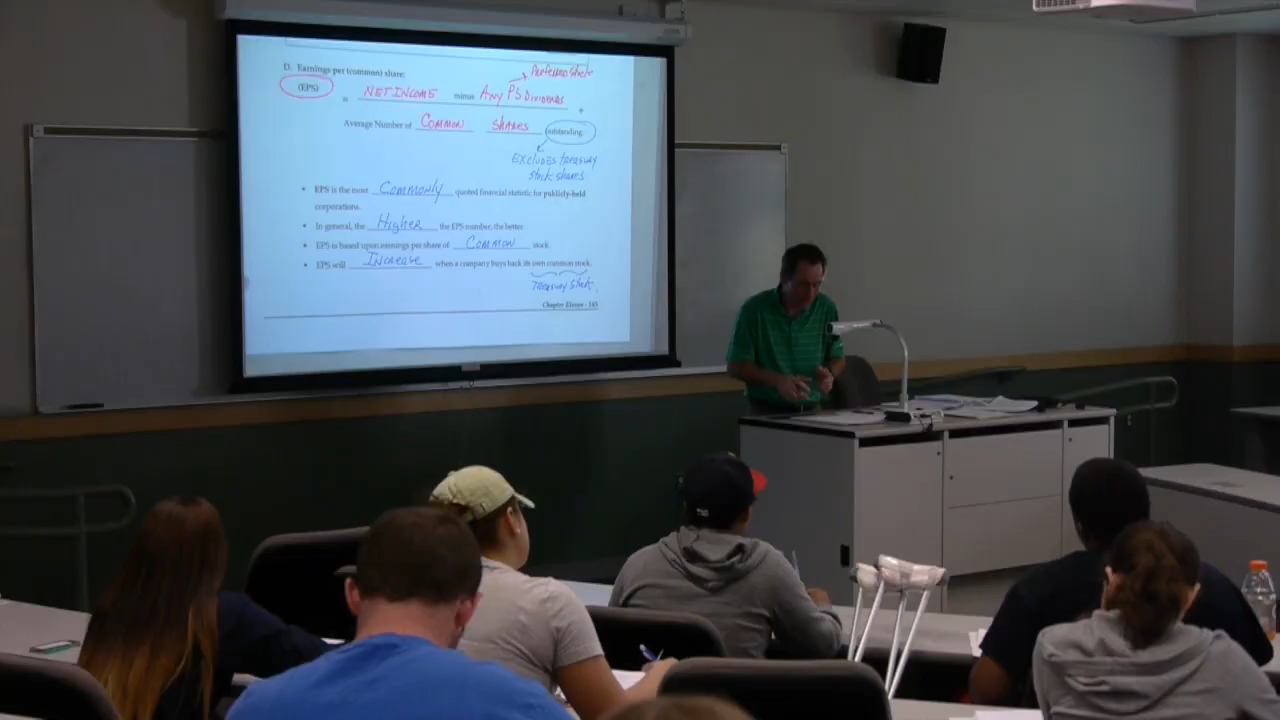 Preferred stock
D. Earnings per (common) share:
(EPS) = NET INCOME minus Any PS Dividends ÷
Average Number of COMMON SHARES outstanding
EXCLUDES treasury
stock shares
• EPS is the most Commonly quoted financial statistic for publicly-held
corporations.
• In general, the Higher the EPS number, the better.
• EPS is based upon earnings per share of Common stock.
• EPS will Increase when a company buys back its own common stock.
Treasury Stock
Chapter Eleven - 145